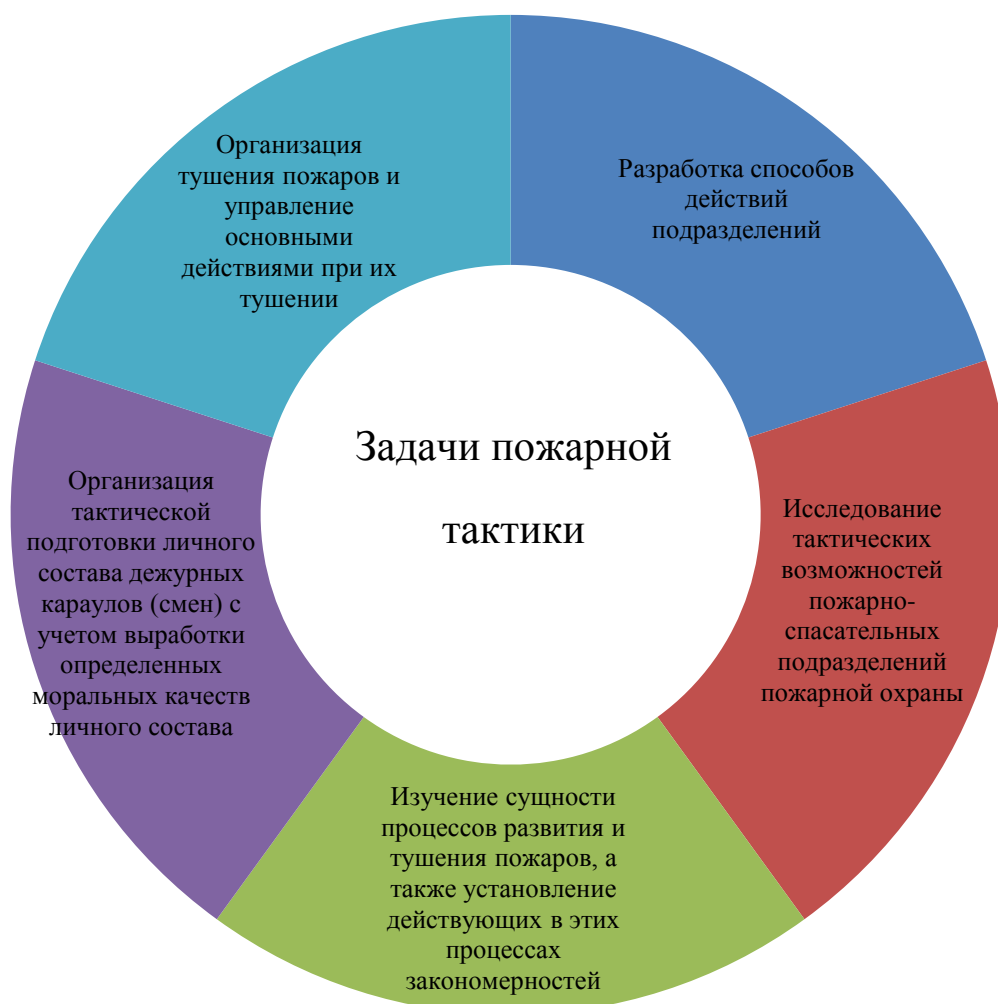 Организация
тушения пожаров и
управление
основными
действиями при их
тушении
Разработка способов
действий
подразделений
Задачи пожарной
тактики
Организация
тактической
подготовки личного
состава дежурных
караулов (смен) с
учетом выработки
определенных
моральных качеств
личного состава
Исследование
тактических
возможностей
пожарно-
спасательных
подразделений
пожарной охраны
Изучение сущности
процессов развития и
тушения пожаров, а
также установление
действующих в этих
процессах
закономерностей